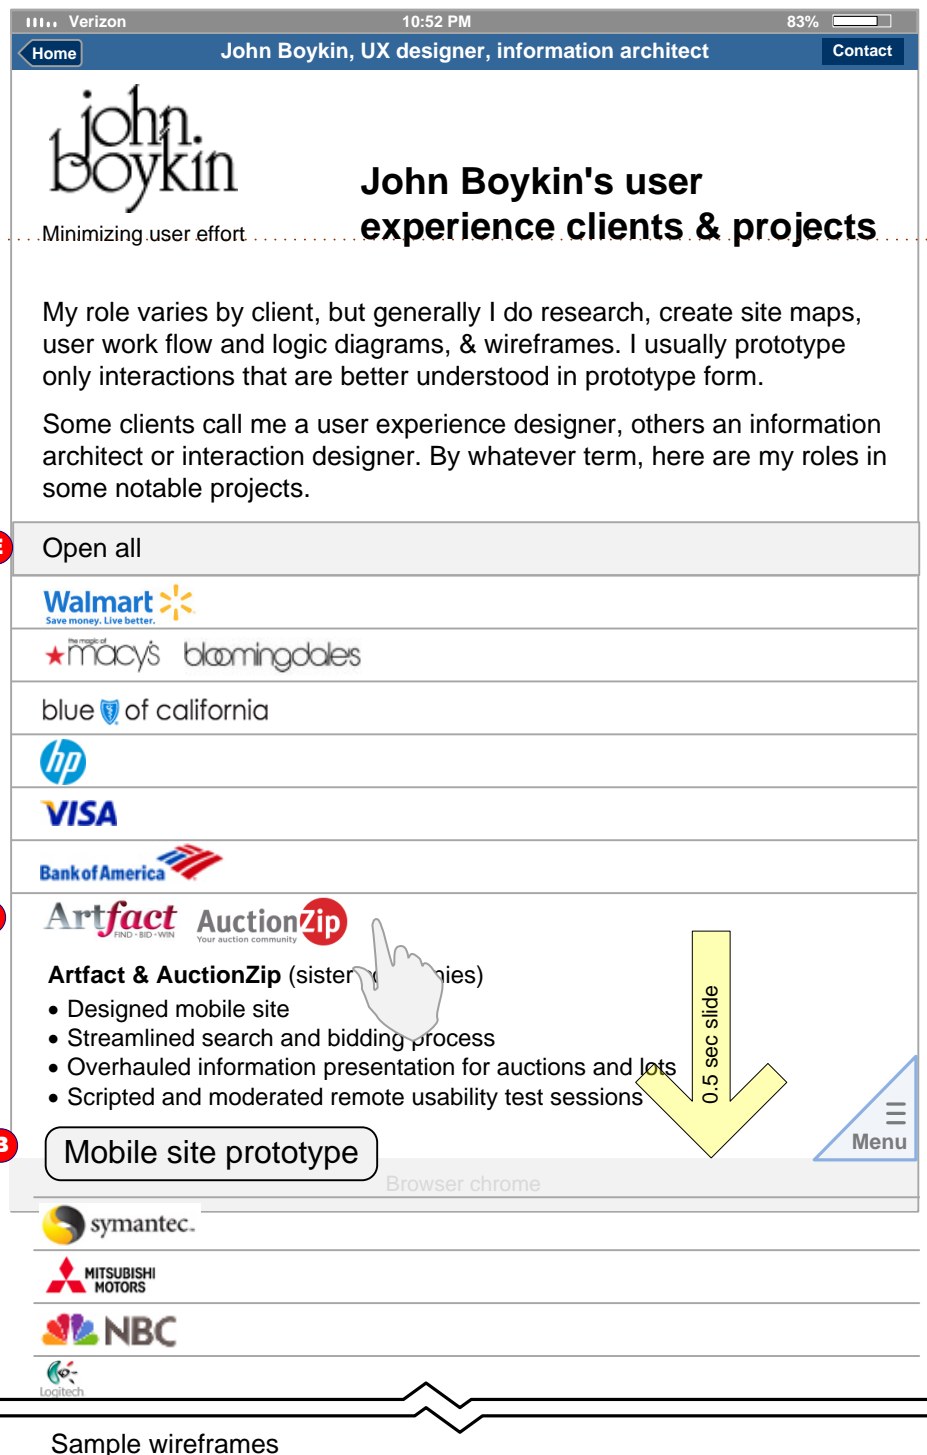 Verizon 10:52 PM 83%
Home John Boykin, UX designer, information architect Contact
john.
boykin
Minimizing user effort
John Boykin's user
experience clients & projects
My role varies by client, but generally I do research, create site maps,
user work flow and logic diagrams, & wireframes. I usually prototype
only interactions that are better understood in prototype form.
Some clients call me a user experience designer, others an information
architect or interaction designer. By whatever term, here are my roles in
some notable projects.
E
Open all
Walmart
Save money. Live better.
the magic of
macy's bloomingdale's
blue of california
hp
VISA
Bank of America
Artfact AuctionZip
FIND - BID - WIN Your auction community
Artfact & AuctionZip (sister nies)
• Designed mobile site
• Streamlined search and bidding process
• Overhauled information presentation for auctions and lots
• Scripted and moderated remote usability test sessions
0.5 sec slide
Menu
B
Mobile site prototype
Browser chrome
symantec.
MITSUBISHI
MOTORS
NBC
Logitech
Sample wireframes